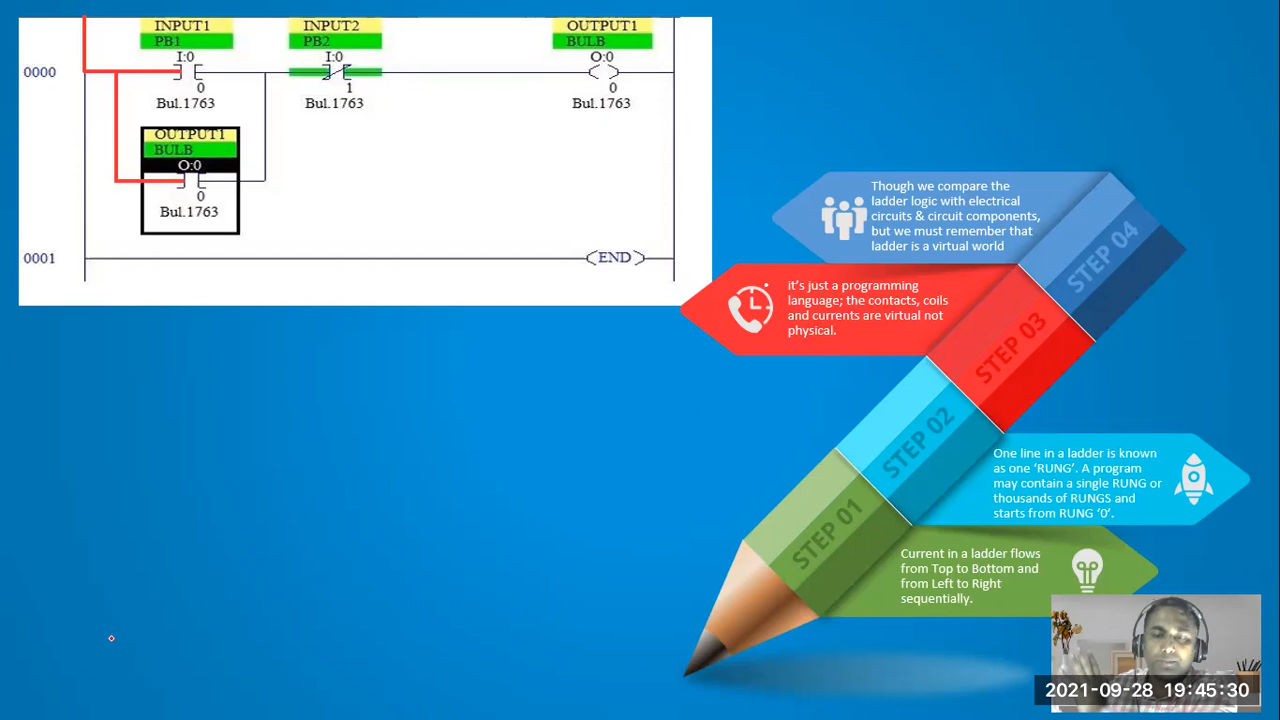 INPUT1
PB1
I:0
0
Bul.1763
INPUT2
PB2
I:0
1
Bul.1763
OUTPUT1
BULB
O:0
0
Bul.1763
0000
OUTPUT1
BULB
O:0
0
Bul.1763
0001
END
Though we compare the
ladder logic with electrical
circuits & circuit components,
but we must remember that
ladder is a virtual world
STEP 04
it's just a programming
language; the contacts, coils
and currents are virtual not
physical.
STEP 03
STEP 02
One line in a ladder is known
as one ‘RUNG’. A program
may contain a single RUNG or
thousands of RUNGS and
starts from RUNG ‘0’.
STEP 01
Current in a ladder flows
from Top to Bottom and
from Left to Right
sequentially.
2021-09-28 19:45:30